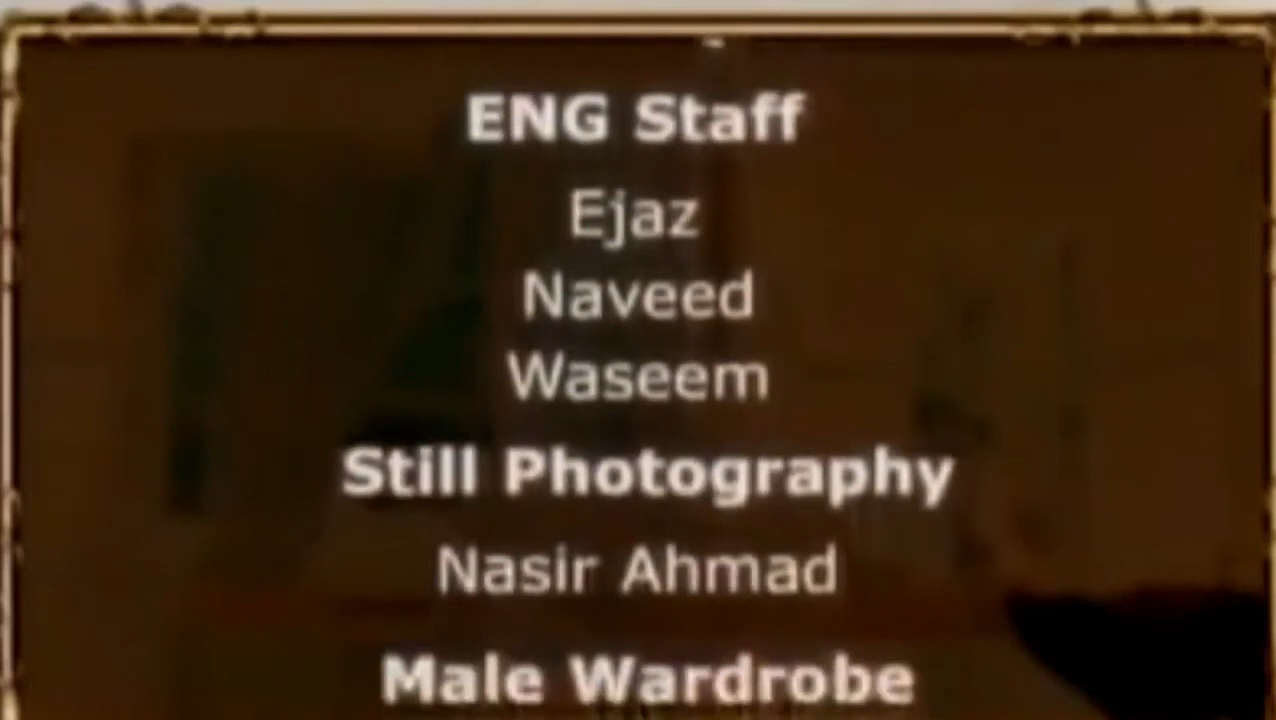 ENG Staff
Ejaz
Naveed
Waseem
Still Photography
Nasir Ahmad
Male Wardrobe